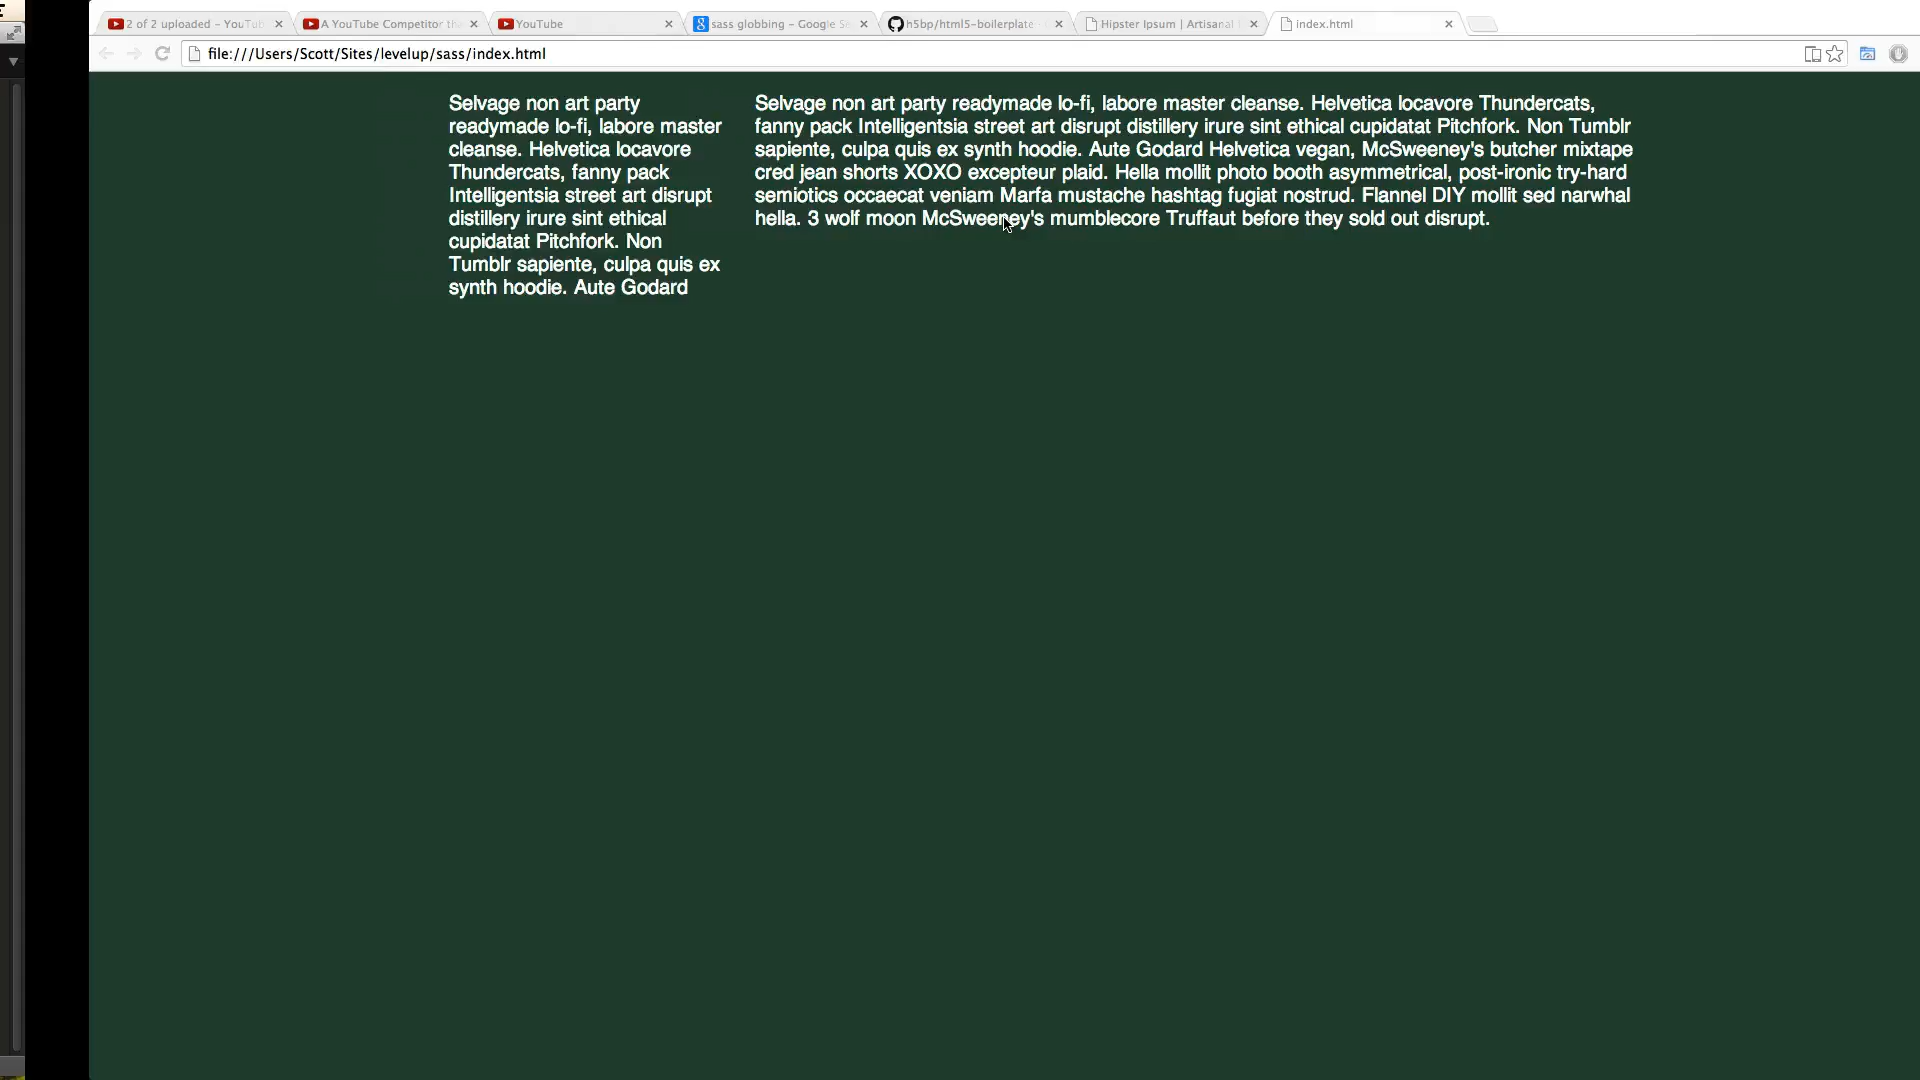 2 of 2 uploaded - YouTub
A YouTube Competitor th
YouTube
sass globbing - Google Se
h5bp/html5-boilerplate
Hipster Ipsum | Artisanal
index.html
file:///Users/Scott/Sites/levelup/sass/index.html
Selvage non art party
readymade lo-fi, labore master
cleanse. Helvetica locavore
Thundercats, fanny pack
Intelligentsia street art disrupt
distillery irure sint ethical
cupidatat Pitchfork. Non
Tumblr sapiente, culpa quis ex
synth hoodie. Aute Godard
Selvage non art party readymade lo-fi, labore master cleanse. Helvetica locavore Thundercats,
fanny pack Intelligentsia street art disrupt distillery irure sint ethical cupidatat Pitchfork. Non Tumblr
sapiente, culpa quis ex synth hoodie. Aute Godard Helvetica vegan, McSweeney's butcher mixtape
cred jean shorts XOXO excepteur plaid. Hella mollit photo booth asymmetrical, post-ironic try-hard
semiotics occaecat veniam Marfa mustache hashtag fugiat nostrud. Flannel DIY mollit sed narwhal
hella. 3 wolf moon McSweeney's mumblecore Truffaut before they sold out disrupt.